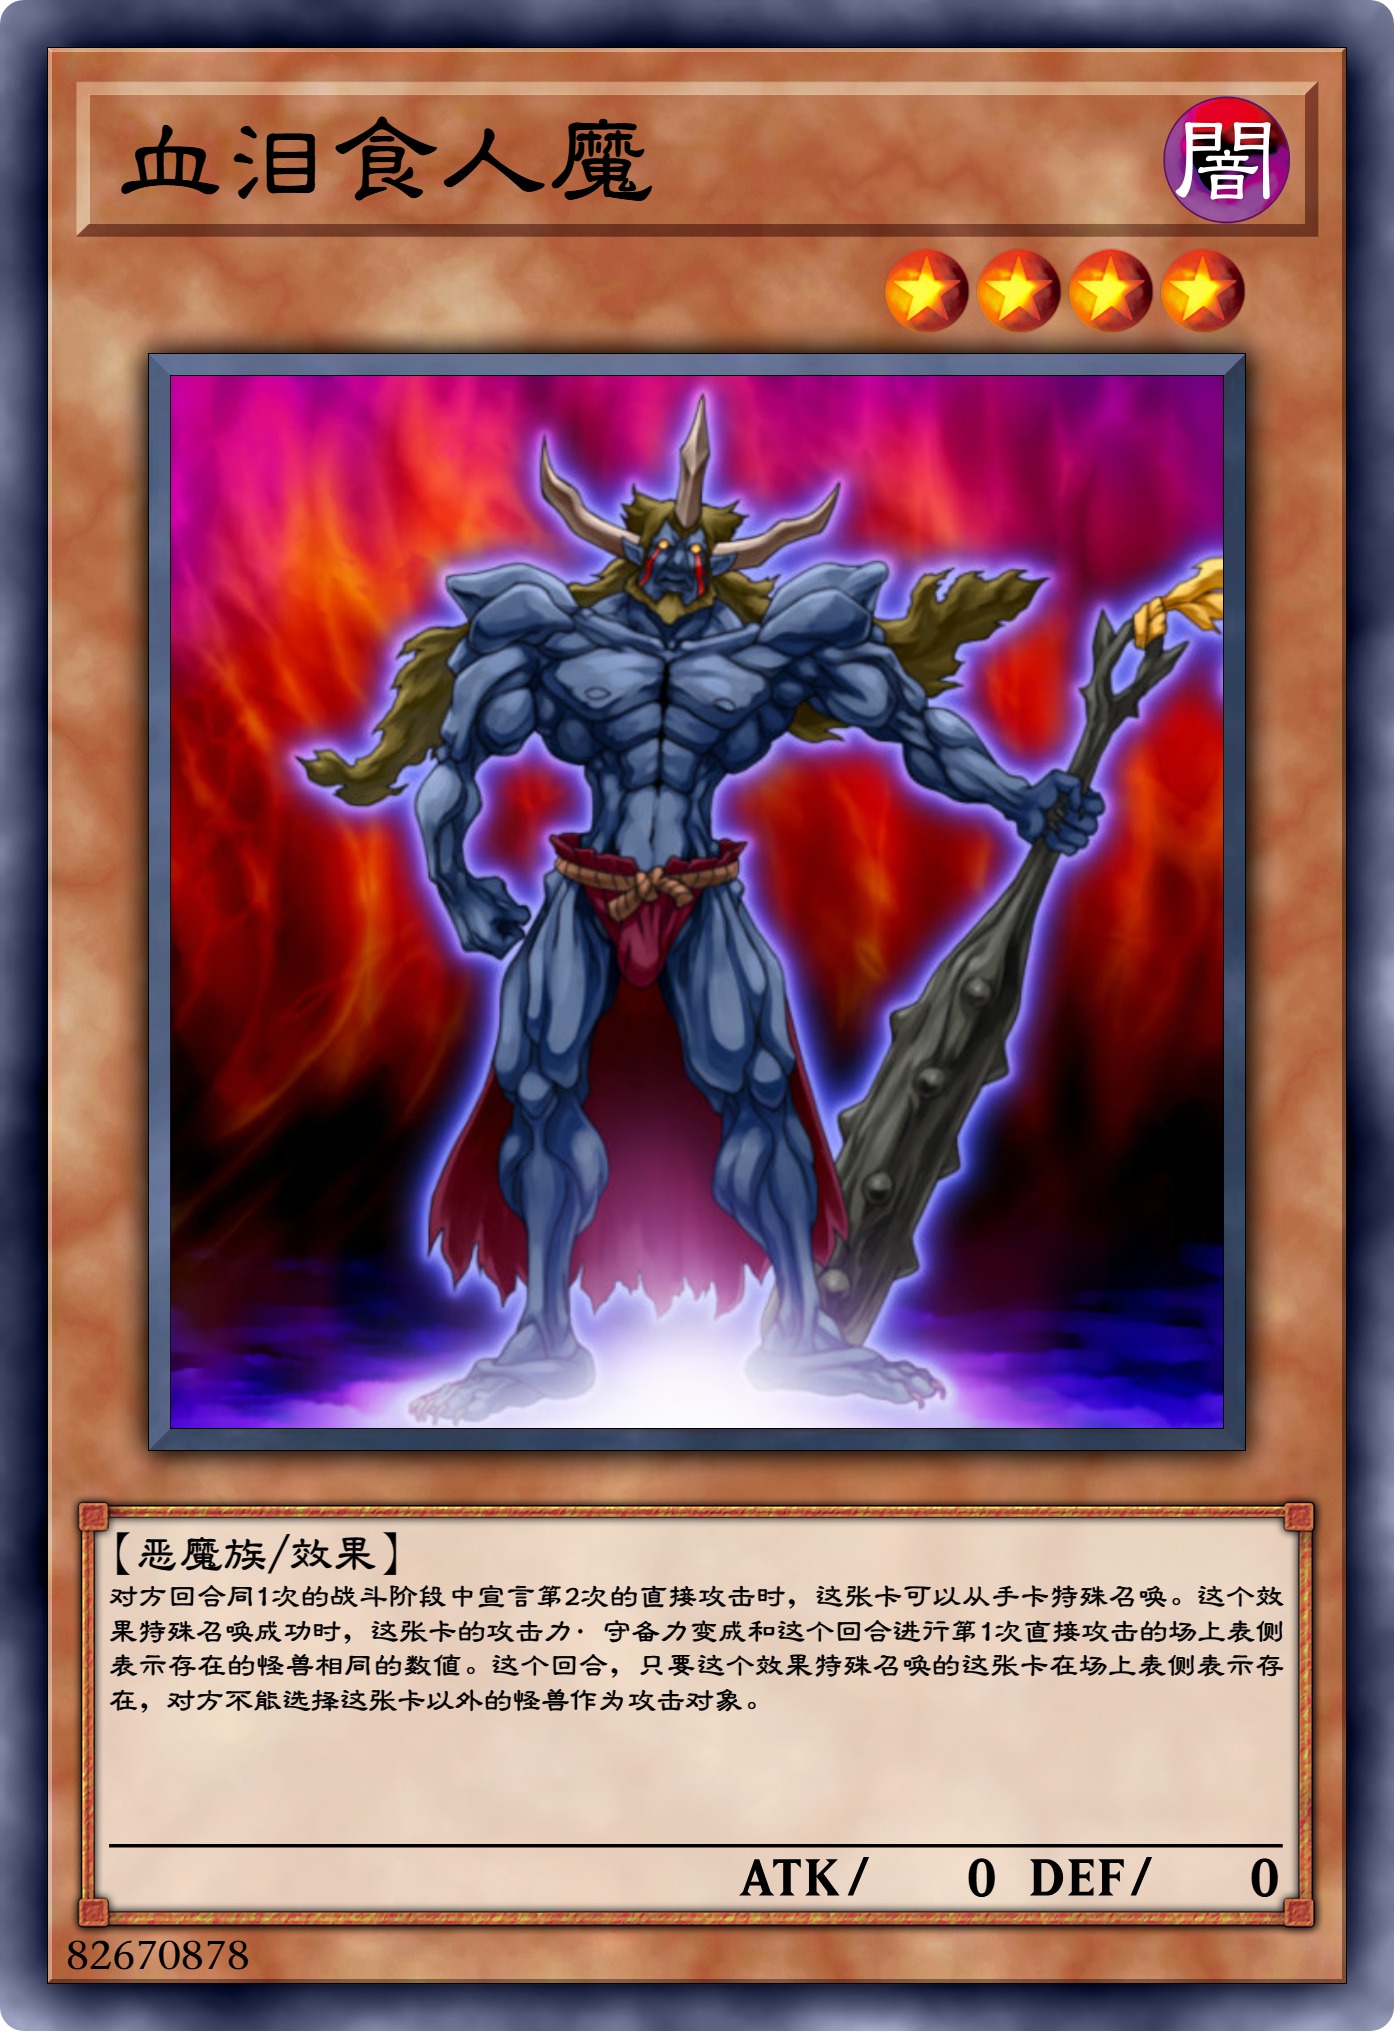 血泪食人魔
闇
【恶魔族/效果】
对方回合同1次的战斗阶段中宣言第2次的直接攻击时，这张卡可以从手卡特殊召唤。这个效
果特殊召唤成功时，这张卡的攻击力·守备力变成和这个回合进行第1次直接攻击的场上表侧
表示存在的怪兽相同的数值。这个回合，只要这个效果特殊召唤的这张卡在场上表侧表示存
在，对方不能选择这张卡以外的怪兽作为攻击对象。
ATK/ 0 DEF/ 0
82670878